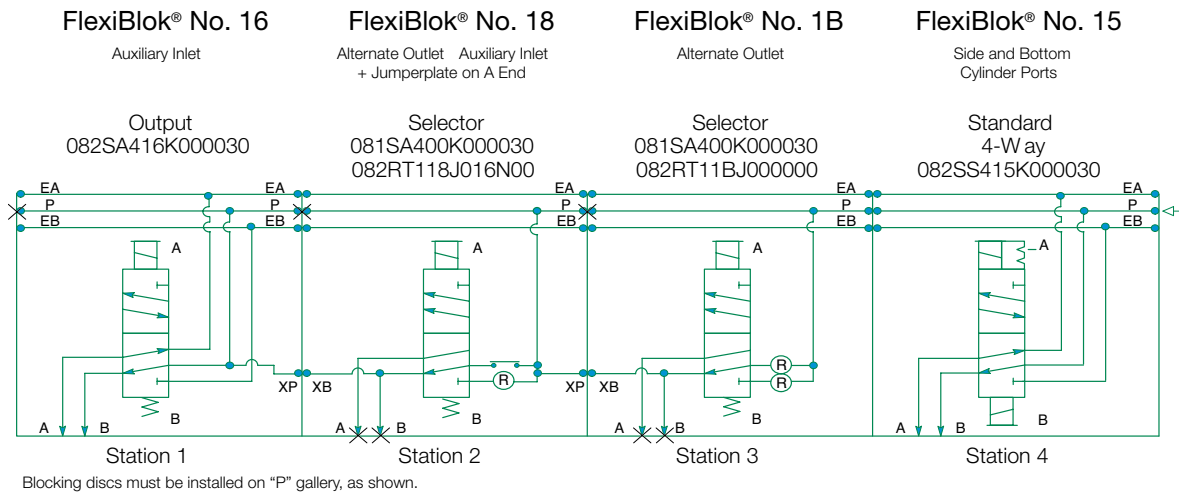 FlexiBlok® No. 16
Auxiliary Inlet
FlexiBlok® No. 18
Alternate Outlet Auxiliary Inlet
+ Jumperplate on A End
FlexiBlok® No. 1B
Alternate Outlet
FlexiBlok® No. 15
Side and Bottom
Cylinder Ports
Output
082SA416K000030
Selector
081SA400K000030
082RT118J016N00
Selector
081SA400K000030
082RT11BJ000000
Standard
4-W ay
082SS415K000030
EA EA EA EA EA
P P P P P
EB EB EB EB EB
A A A A
R R
R
XP XB XP XB
B B B B
A B A B A B A B
Station 1 Station 2 Station 3 Station 4
Blocking discs must be installed on “P” gallery, as shown.